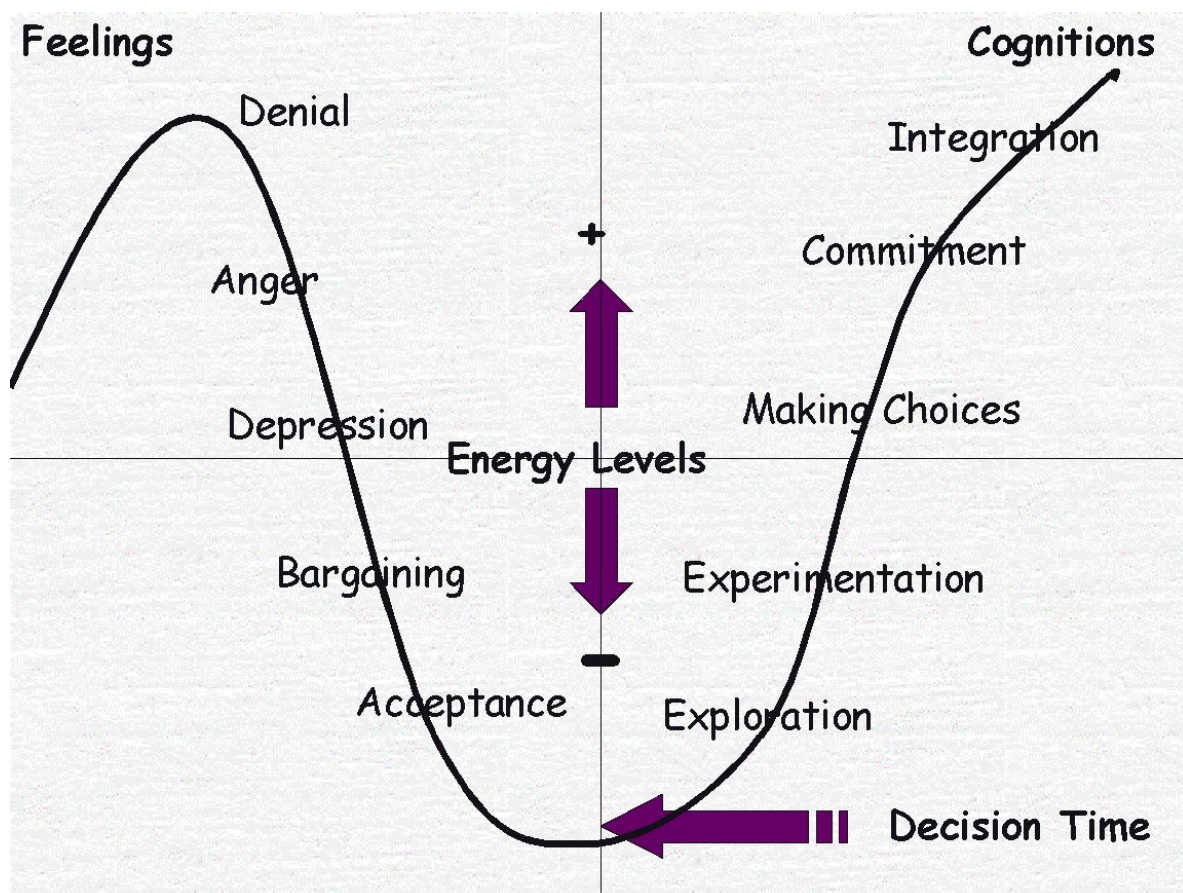 Feelings
Cognitions
Denial
Integration
+
Commitment
Anger
Making Choices
Depression
Energy Levels
Bargaining
Experimentation
-
Acceptance
Exploration
Decision Time